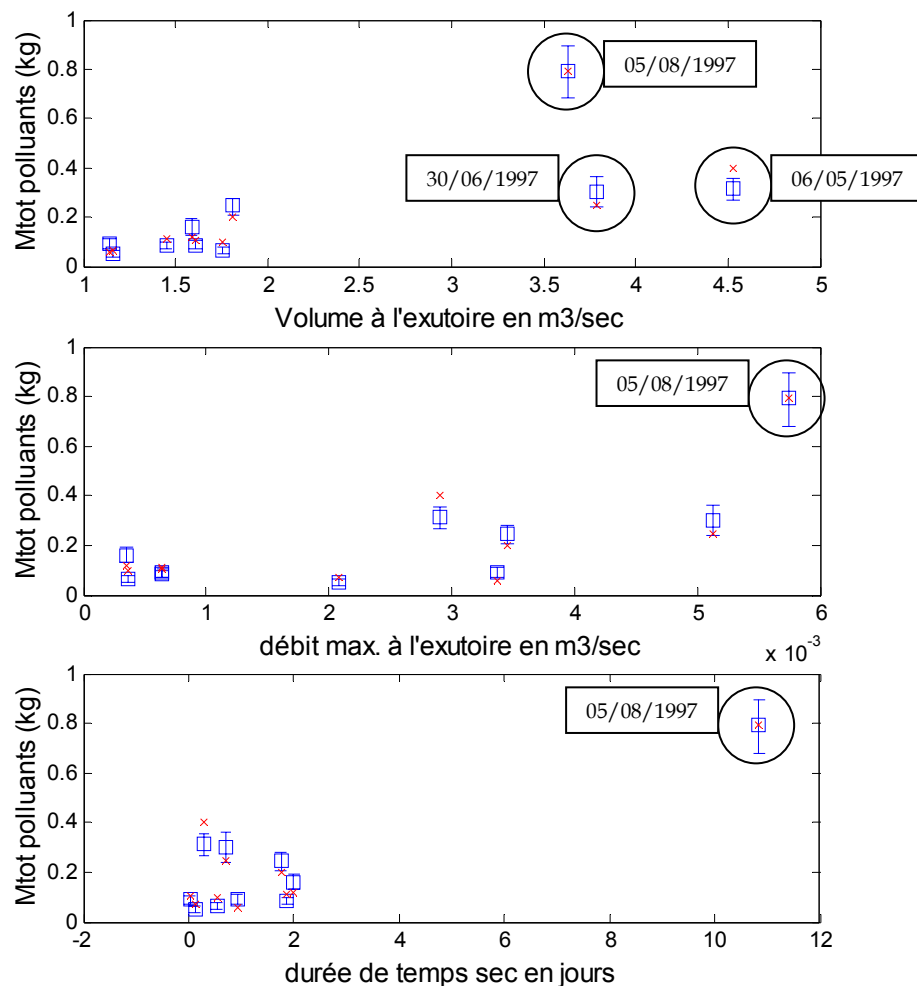 Mtot polluants (kg)
1
0.8
0.6
0.4
0.2
0
05/08/1997
30/06/1997
06/05/1997
1 1.5 2 2.5 3 3.5 4 4.5 5
Volume à l'exutoire en m3/sec
Mtot polluants (kg)
1
0.8
0.6
0.4
0.2
0
05/08/1997
0 1 2 3 4 5 6
débit max. à l'exutoire en m3/sec
x 10⁻³
Mtot polluants (kg)
1
0.8
0.6
0.4
0.2
0
05/08/1997
-2 0 2 4 6 8 10 12
durée de temps sec en jours